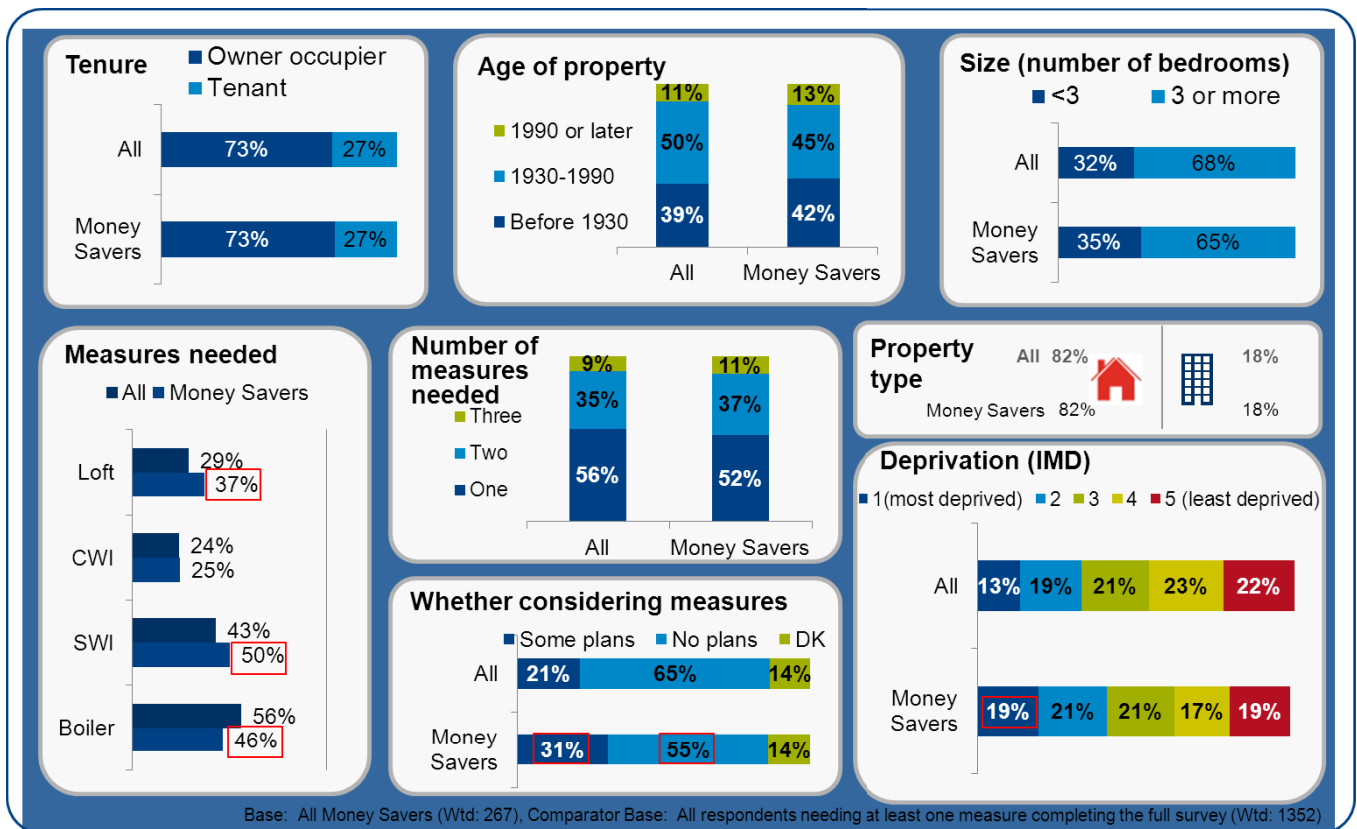 Tenure
Owner occupier
Tenant
All
73%
27%
Money
Savers
73%
27%
Age of property
1990 or later
1930-1990
Before 1930
11%
13%
50%
45%
39%
42%
All
Money Savers
Size (number of bedrooms)
<3
3 or more
All
32%
68%
Money
Savers
35%
65%
Measures needed
All
Money Savers
Loft
29%
37%
CWI
24%
25%
SWI
43%
50%
Boiler
56%
46%
Number of
measures
needed
Three
Two
One
9%
11%
35%
37%
56%
52%
All
Money Savers
Property
type
All 82%
18%
Money Savers 82%
18%
Whether considering measures
Some plans
No plans
DK
All
21%
65%
14%
Money
Savers
31%
55%
14%
Deprivation (IMD)
1(most deprived)
2
3
4
5 (least deprived)
All
13%
19%
21%
23%
22%
Money
Savers
19%
21%
21%
17%
19%
Base: All Money Savers (Wtd: 267), Comparator Base: All respondents needing at least one measure completing the full survey (Wtd: 1352)